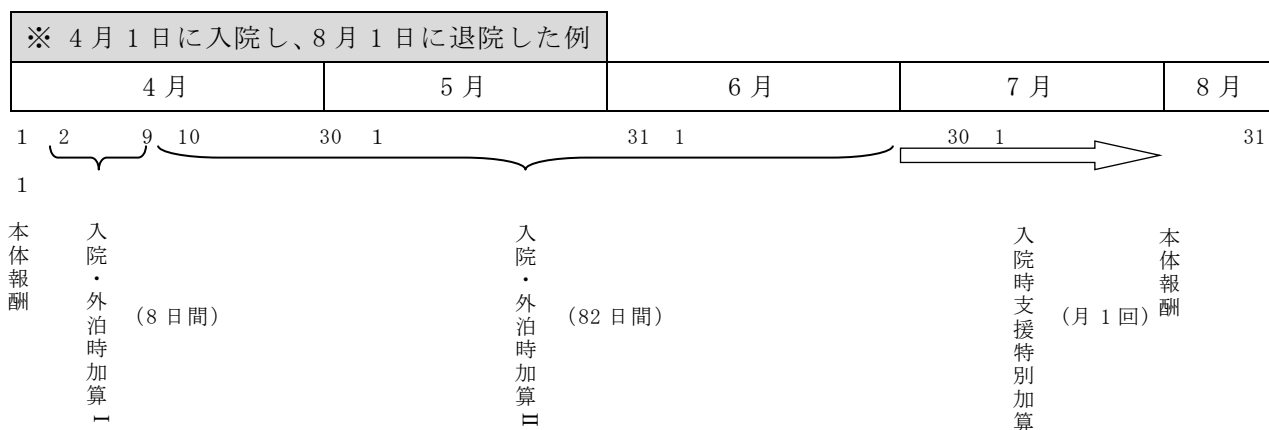 ※ 4月1日に入院し、8月1日に退院した例
4月 5月 6月 7月 8月
1 2 9 10 30 1 31 1 30 1 31
1
本体報酬
入院・外泊時加算Ⅰ
(8日間)
入院・外泊時加算Ⅱ
(82日間)
入院時支援特別加算
(月1回)
本体報酬